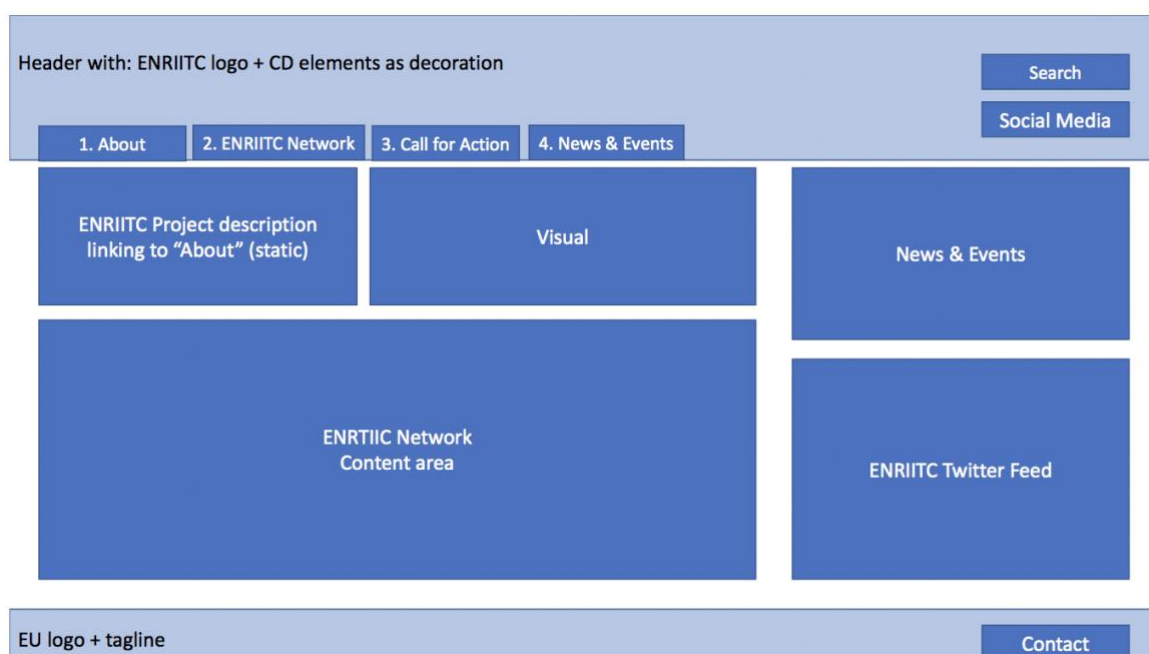 Header with: ENRIITC logo + CD elements as decoration
Search
Social Media
1. About
2. ENRIITC Network
3. Call for Action
4. News & Events
ENRIITC Project description
linking to “About” (static)
Visual
News & Events
ENRTIIC Network
Content area
ENRIITC Twitter Feed
EU logo + tagline
Contact